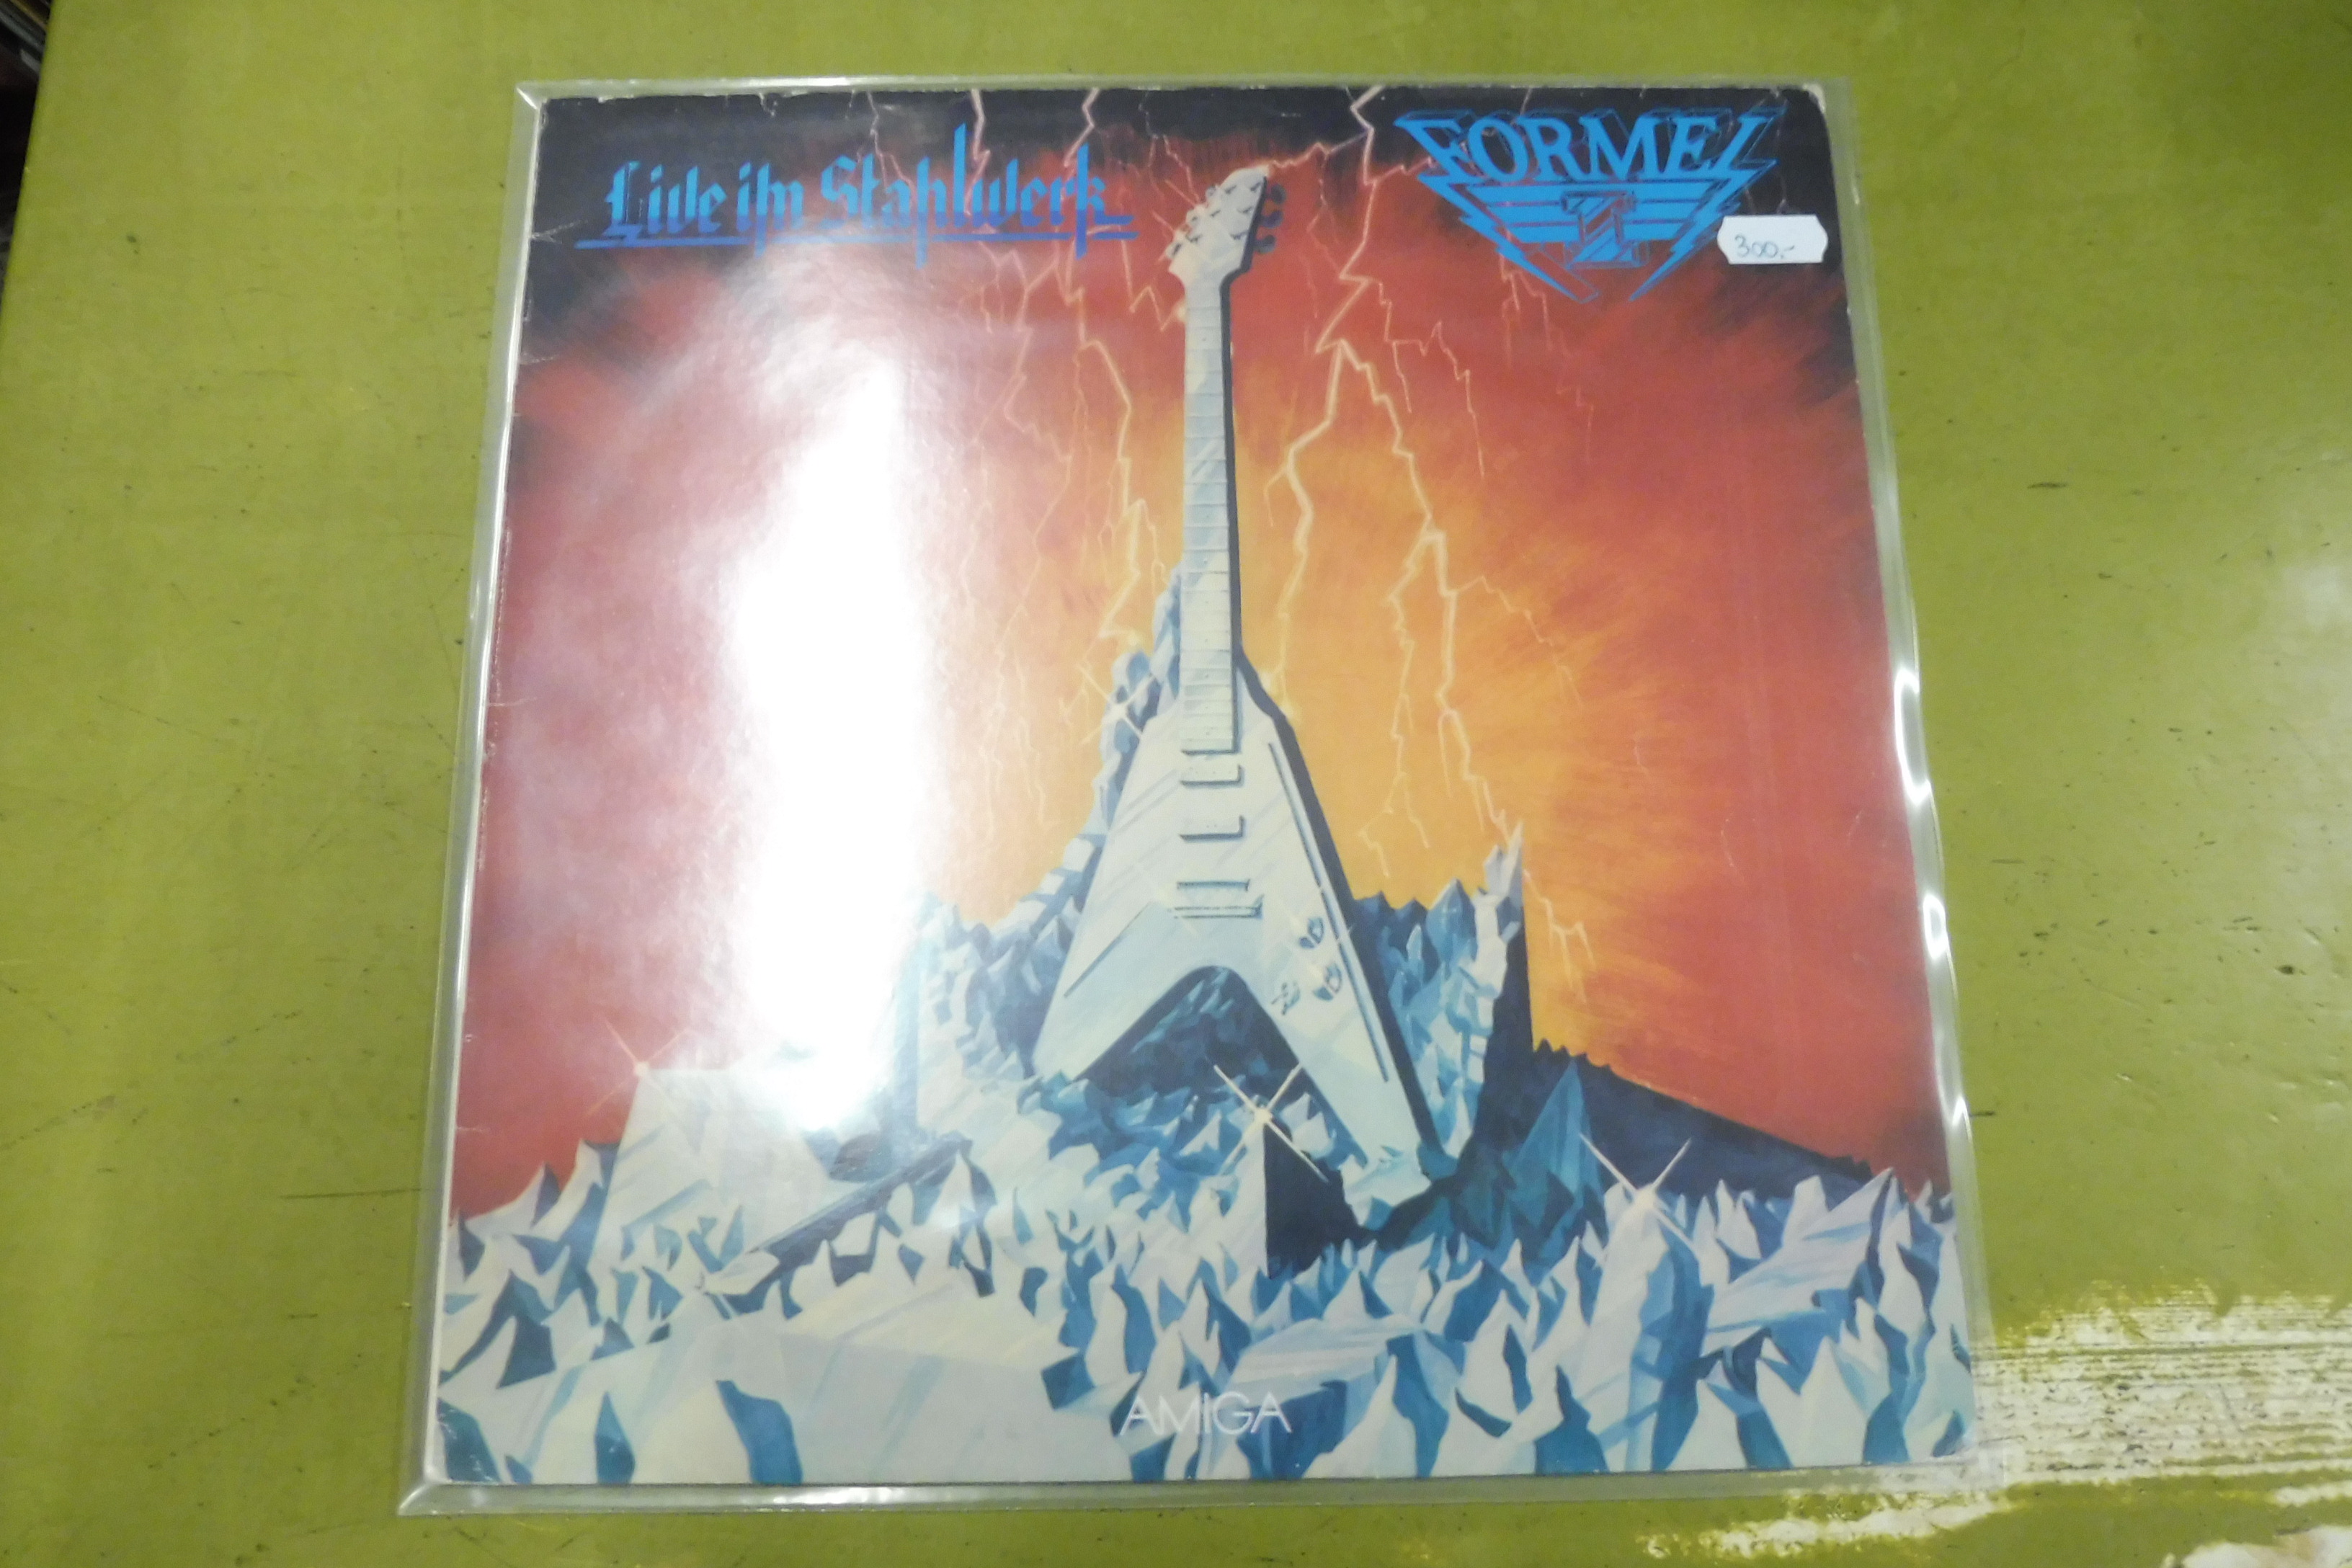 Live im Stahlwerk
FORMEL
1
300,-
AMIGA